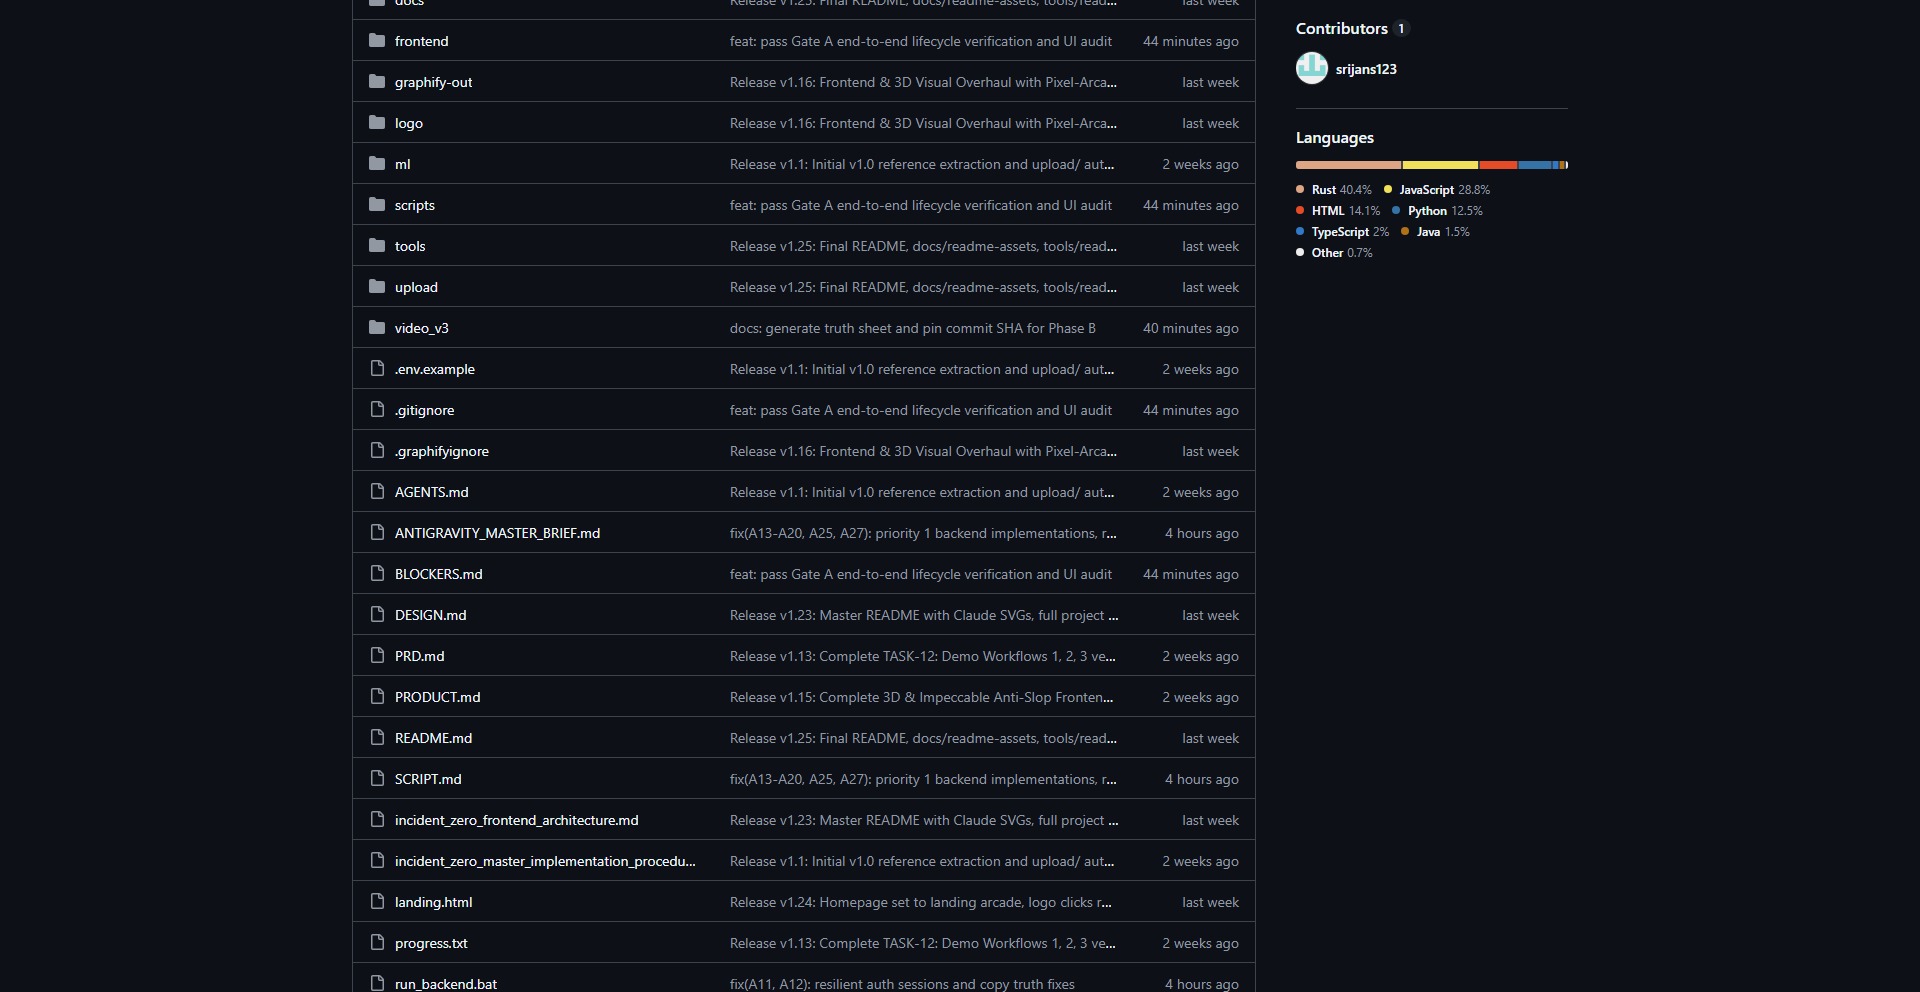 docs Release v1.25: Final README, docs/readme-assets, tools/read... last week
frontend feat: pass Gate A end-to-end lifecycle verification and UI audit 44 minutes ago
graphify-out Release v1.16: Frontend & 3D Visual Overhaul with Pixel-Arca... last week
logo Release v1.16: Frontend & 3D Visual Overhaul with Pixel-Arca... last week
ml Release v1.1: Initial v1.0 reference extraction and upload/ aut... 2 weeks ago
scripts feat: pass Gate A end-to-end lifecycle verification and UI audit 44 minutes ago
tools Release v1.25: Final README, docs/readme-assets, tools/read... last week
upload Release v1.25: Final README, docs/readme-assets, tools/read... last week
video_v3 docs: generate truth sheet and pin commit SHA for Phase B 40 minutes ago
.env.example Release v1.1: Initial v1.0 reference extraction and upload/ aut... 2 weeks ago
.gitignore feat: pass Gate A end-to-end lifecycle verification and UI audit 44 minutes ago
.graphifyignore Release v1.16: Frontend & 3D Visual Overhaul with Pixel-Arca... last week
AGENTS.md Release v1.1: Initial v1.0 reference extraction and upload/ aut... 2 weeks ago
ANTIGRAVITY_MASTER_BRIEF.md fix(A13-A20, A25, A27): priority 1 backend implementations, r... 4 hours ago
BLOCKERS.md feat: pass Gate A end-to-end lifecycle verification and UI audit 44 minutes ago
DESIGN.md Release v1.23: Master README with Claude SVGs, full project ... last week
PRD.md Release v1.13: Complete TASK-12: Demo Workflows 1, 2, 3 ve... 2 weeks ago
PRODUCT.md Release v1.15: Complete 3D & Impeccable Anti-Slop Fronten... 2 weeks ago
README.md Release v1.25: Final README, docs/readme-assets, tools/read... last week
SCRIPT.md fix(A13-A20, A25, A27): priority 1 backend implementations, r... 4 hours ago
incident_zero_frontend_architecture.md Release v1.23: Master README with Claude SVGs, full project ... last week
incident_zero_master_implementation_procedu... Release v1.1: Initial v1.0 reference extraction and upload/ aut... 2 weeks ago
landing.html Release v1.24: Homepage set to landing arcade, logo clicks r... last week
progress.txt Release v1.13: Complete TASK-12: Demo Workflows 1, 2, 3 ve... 2 weeks ago
run_backend.bat fix(A11, A12): resilient auth sessions and copy truth fixes 4 hours ago
Contributors 1
srijans123
Languages
Rust 40.4% JavaScript 28.8%
HTML 14.1% Python 12.5%
TypeScript 2% Java 1.5%
Other 0.7%